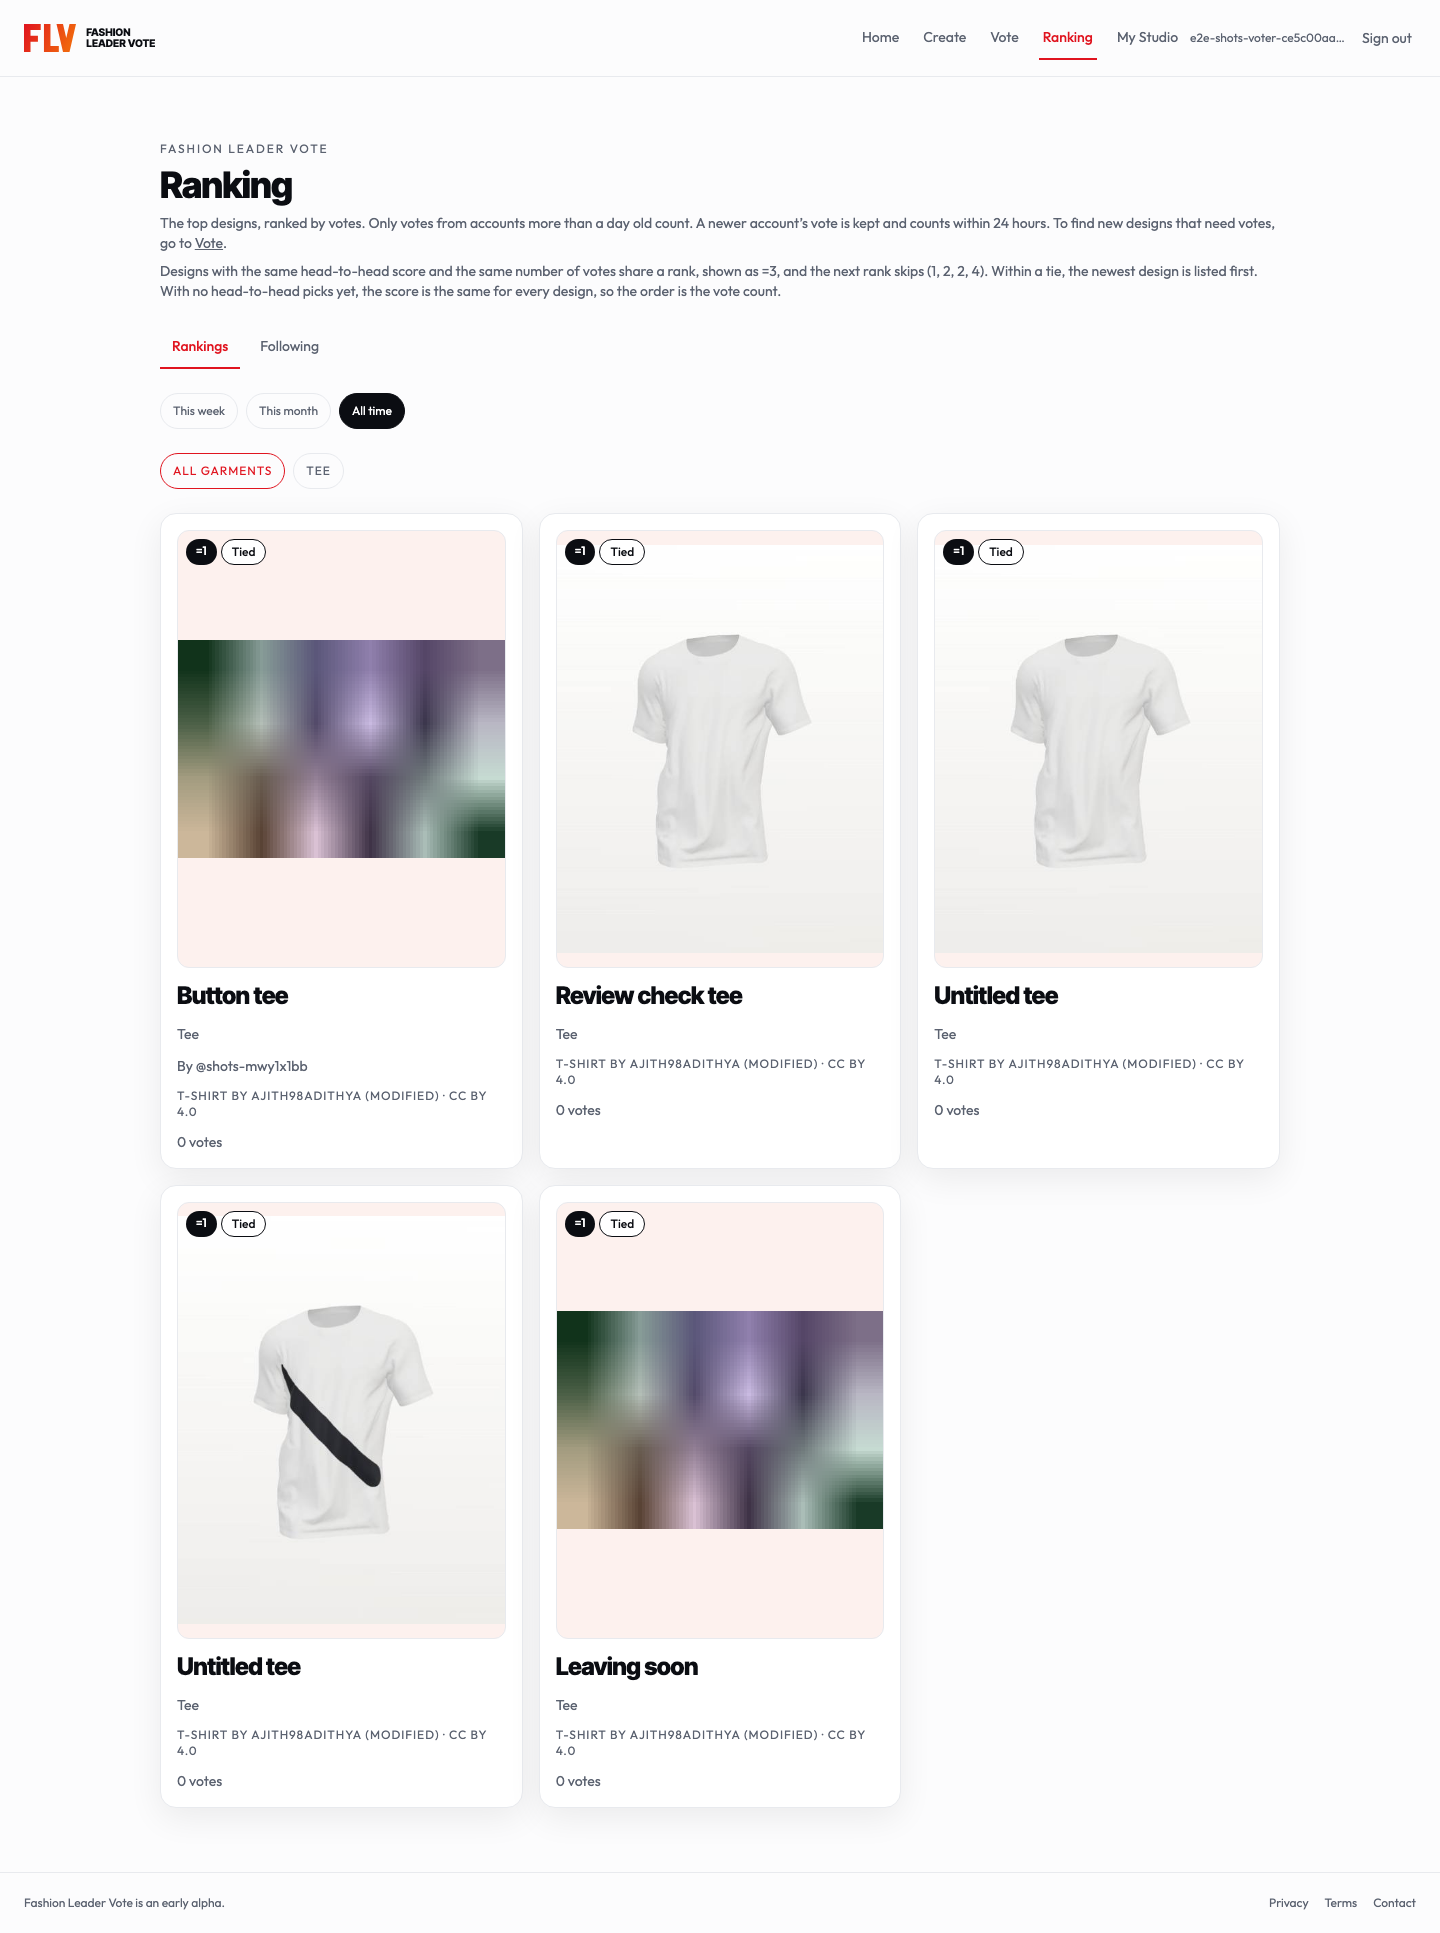 FLV FASHION
LEADER VOTE
Home Create Vote Ranking My Studio e2e-shots-voter-ce5c00aa... Sign out
FASHION LEADER VOTE
Ranking
The top designs, ranked by votes. Only votes from accounts more than a day old count. A newer account’s vote is kept and counts within 24 hours. To find new designs that need votes,
go to Vote.
Designs with the same head-to-head score and the same number of votes share a rank, shown as =3, and the next rank skips (1, 2, 2, 4). Within a tie, the newest design is listed first.
With no head-to-head picks yet, the score is the same for every design, so the order is the vote count.
Rankings Following
This week This month All time
ALL GARMENTS TEE
=1 Tied
Button tee
Tee
By @shots-mwy1x1bb
T-SHIRT BY AJITH98ADITHYA (MODIFIED) · CC BY
4.0
0 votes
=1 Tied
Review check tee
Tee
T-SHIRT BY AJITH98ADITHYA (MODIFIED) · CC BY
4.0
0 votes
=1 Tied
Untitled tee
Tee
T-SHIRT BY AJITH98ADITHYA (MODIFIED) · CC BY
4.0
0 votes
=1 Tied
Untitled tee
Tee
T-SHIRT BY AJITH98ADITHYA (MODIFIED) · CC BY
4.0
0 votes
=1 Tied
Leaving soon
Tee
T-SHIRT BY AJITH98ADITHYA (MODIFIED) · CC BY
4.0
0 votes
Fashion Leader Vote is an early alpha.
Privacy Terms Contact